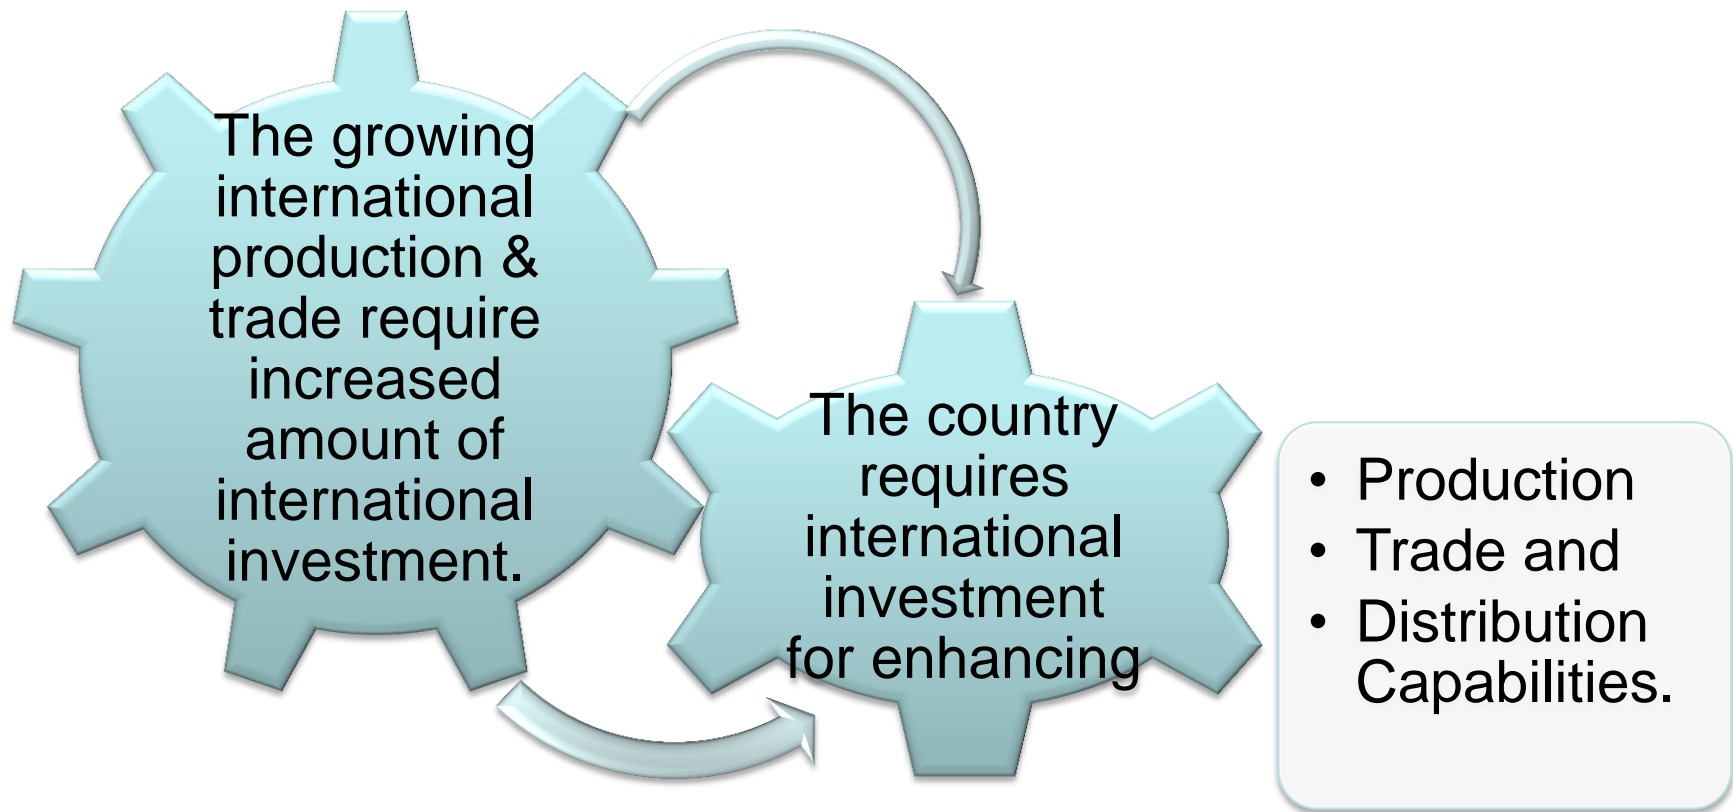 The growing
international
production &
trade require
increased
amount of
international
investment.
The country
requires
international
investment
for enhancing
• Production
• Trade and
• Distribution
Capabilities.